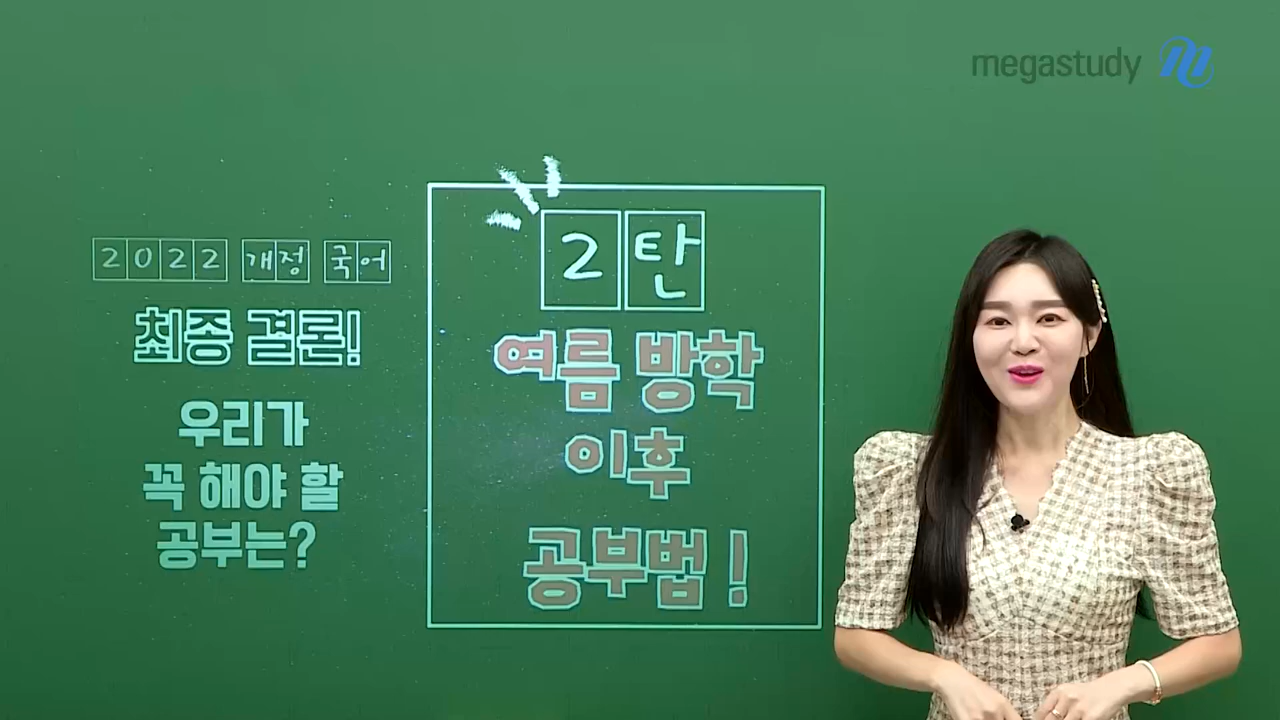 megastudy
2022 개정 국어
최종 결론!
우리가
꼭 해야 할
공부는?
2탄
여름 방학
이후
공부법!